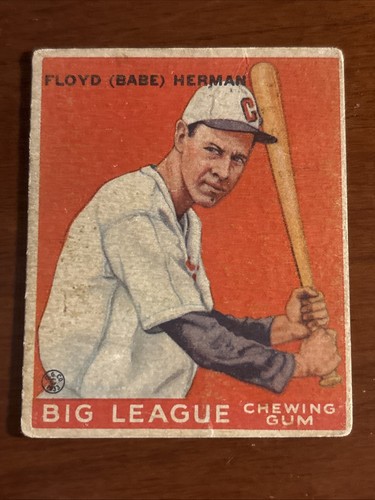 FLOYD (BABE) HERMAN
C
BIG LEAGUE CHEWING
GUM